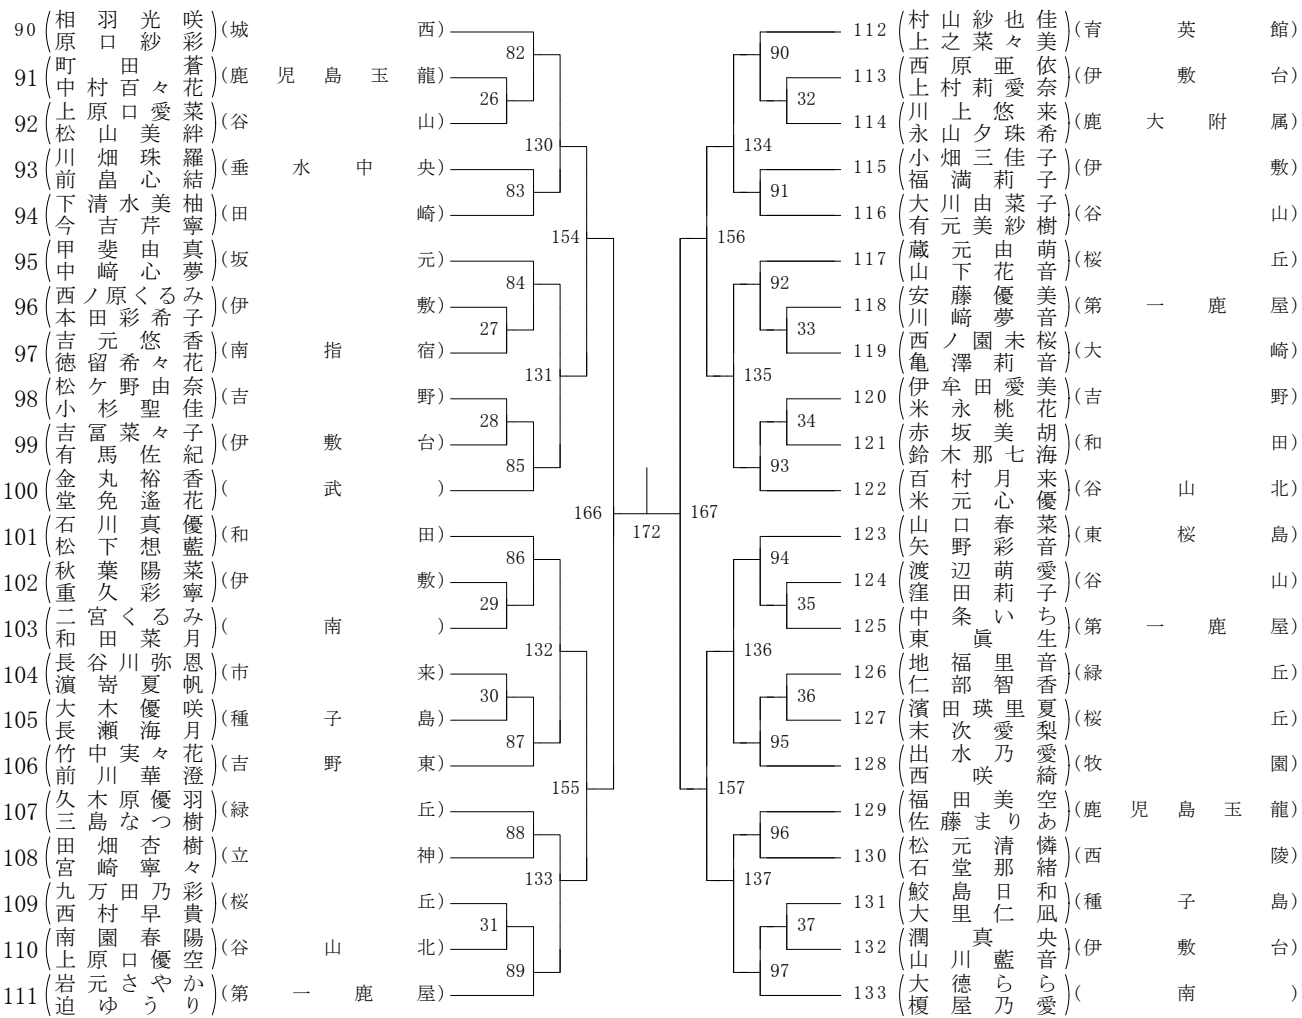 90 (相羽光咲 原口紗彩) (城西)
91 (町田蒼 中村百々花) (鹿児島玉龍)
92 (上原口愛菜 松山美絆) (谷山)
93 (川畑珠羅 前畠心結) (垂水中央)
94 (下清水美柚 今吉芹寧) (田崎)
95 (甲斐由真 中﨑心夢) (坂元)
96 (西ノ原くるみ 本田彩希子) (伊敷)
97 (吉元悠香 徳留希々花) (南指宿)
98 (松ケ野由奈 小杉聖佳) (吉野)
99 (吉冨菜々子 有馬佐紀) (伊敷台)
100 (金丸裕香 堂免遙花) (武)
101 (石川真優 松下想藍) (和田)
102 (秋葉陽菜 重久彩寧) (伊敷)
103 (二宮くるみ 和田菜月) (南)
104 (長谷川弥恩 濵嵜夏帆) (市来)
105 (大木優咲 長瀬海月) (種子島)
106 (竹中実々花 前川華澄) (吉野東)
107 (久木原優羽 三島なつ樹) (緑丘)
108 (田畑杏樹 宮崎寧々) (立神)
109 (九万田乃彩 西村早貴) (桜丘)
110 (南園春陽 上原口優空) (谷山北)
111 (岩元さやか 迫ゆうり) (第一鹿屋)
82
26
130
83
154
84
27
131
28
85
166
86
29
132
30
87
155
88
133
31
89
172
90
32
134
91
156
92
33
135
34
93
167
94
35
136
36
95
157
96
137
37
97
112 (村山紗也佳 上之菜々美) (育英館)
113 (西原亜依 上村莉愛奈) (伊敷台)
114 (川上悠来 永山夕珠希) (鹿大附属)
115 (小畑三佳子 福満莉子) (伊敷)
116 (大川由菜子 有元美紗樹) (谷山)
117 (蔵元由萌 山下花音) (桜丘)
118 (安藤優美 川﨑夢音) (第一鹿屋)
119 (西ノ園未桜 亀澤莉音) (大崎)
120 (伊牟田愛美 米永桃花) (吉野)
121 (赤坂美胡 鈴木那七海) (和田)
122 (百村月来 米元心優) (谷山北)
123 (山口春菜 矢野彩音) (東桜島)
124 (渡辺萌愛 窪田莉子) (谷山)
125 (中条いち 東眞生) (第一鹿屋)
126 (地福里音 仁部智香) (緑丘)
127 (濵田瑛里夏 末次愛梨) (桜丘)
128 (出水乃愛 西咲綺) (牧園)
129 (福田美空 佐藤まりあ) (鹿児島玉龍)
130 (松元清憐 石堂那緒) (西陵)
131 (鮫島日和 大里仁凪) (種子島)
132 (潤真央 山川藍音) (伊敷台)
133 (大徳らら 榎屋乃愛) (南)